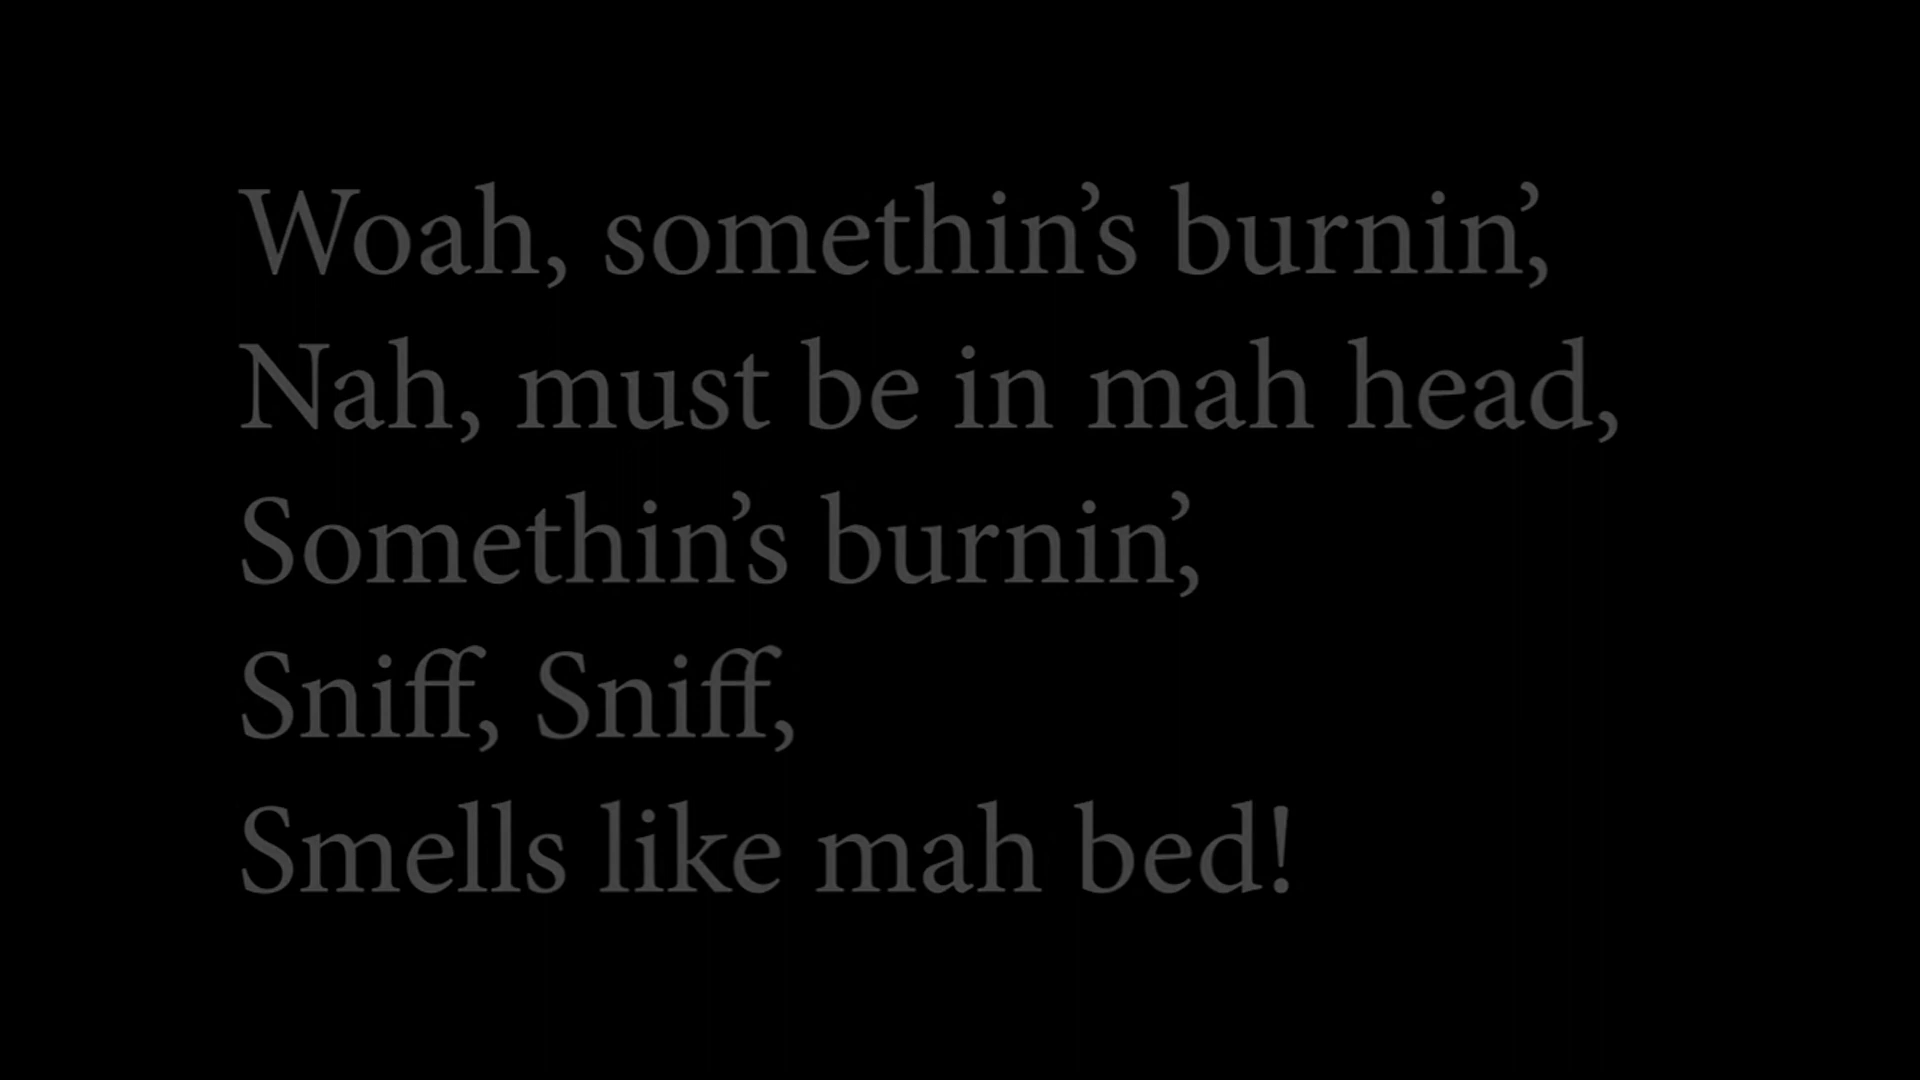 Woah, somethin’s burnin’,
Nah, must be in mah head,
Somethin’s burnin’,
Sniff, Sniff,
Smells like mah bed!